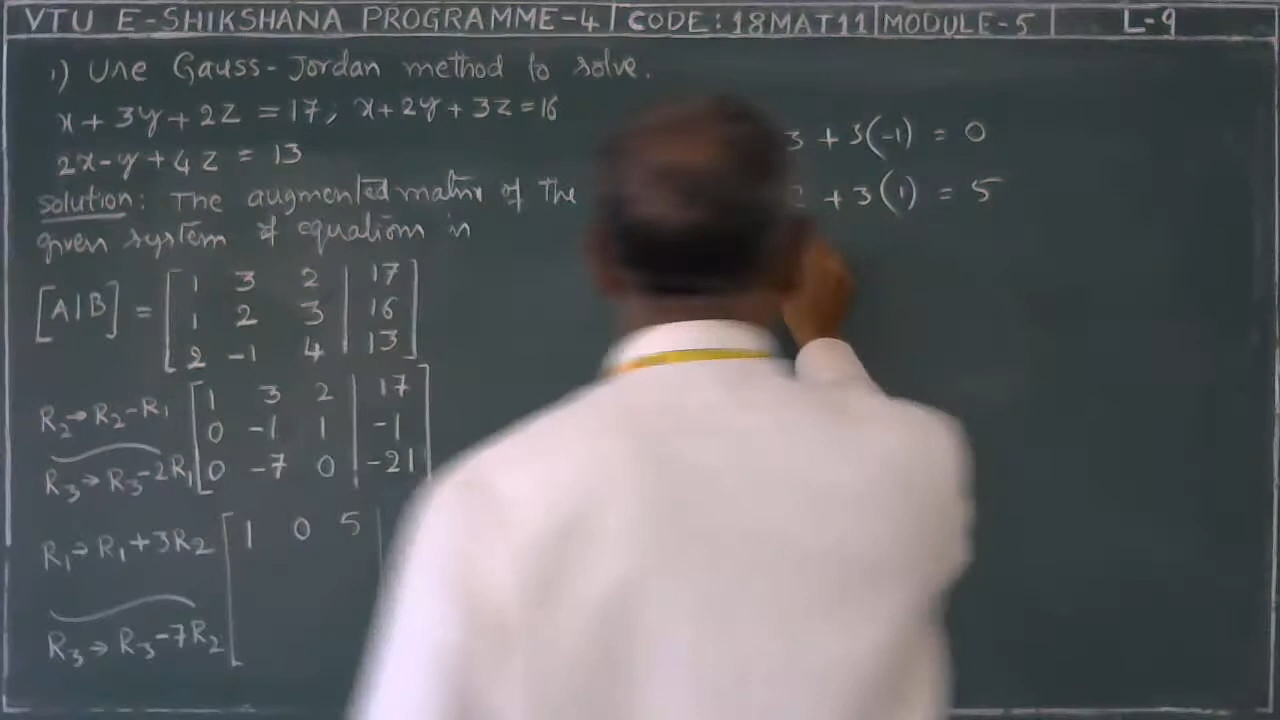 VTU E-SHIKSHANA PROGRAMME-4 | CODE: 18MAT11 | MODULE-5 | L-9
1) Use Gauss-Jordan method to solve.
x + 3y + 2z = 17; x + 2y + 3z = 16
2x - y + 4z = 13
solution: The augmented matrix of the
given system of equation is
[A|B] = [1 3 2 | 17
1 2 3 | 16
2 -1 4 | 13]
R2→R2-R1
R3→R3-2R1
[1 3 2 | 17
0 -1 1 | -1
0 -7 0 | -21
R1→R1+3R2
R3→R3-7R2
[1 0 5 |
3 + 3(-1) = 0
2 + 3(1) = 5